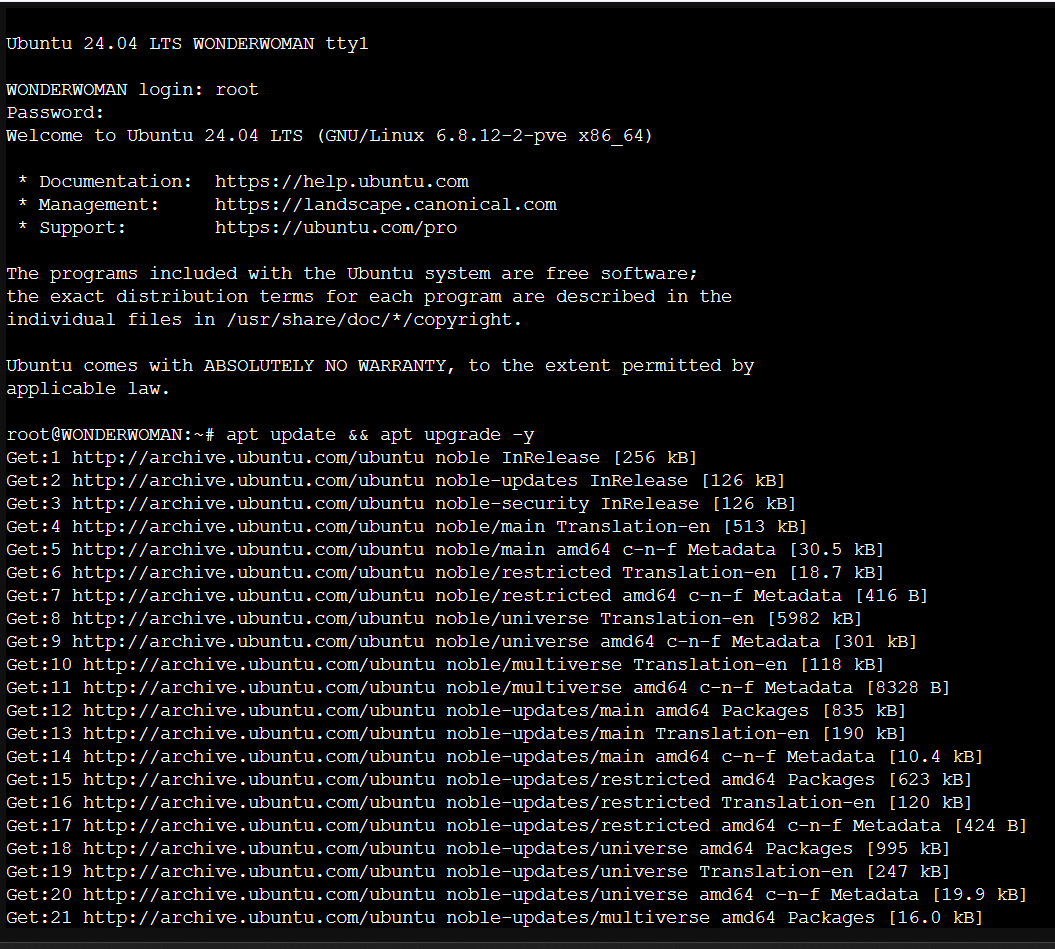 Ubuntu 24.04 LTS WONDERWOMAN tty1
WONDERWOMAN login: root
Password:
Welcome to Ubuntu 24.04 LTS (GNU/Linux 6.8.12-2-pve x86_64)
* Documentation:  https://help.ubuntu.com
* Management:     https://landscape.canonical.com
* Support:        https://ubuntu.com/pro
The programs included with the Ubuntu system are free software;
the exact distribution terms for each program are described in the
individual files in /usr/share/doc/*/copyright.
Ubuntu comes with ABSOLUTELY NO WARRANTY, to the extent permitted by
applicable law.
root@WONDERWOMAN:~# apt update && apt upgrade -y
Get:1 http://archive.ubuntu.com/ubuntu noble InRelease [256 kB]
Get:2 http://archive.ubuntu.com/ubuntu noble-updates InRelease [126 kB]
Get:3 http://archive.ubuntu.com/ubuntu noble-security InRelease [126 kB]
Get:4 http://archive.ubuntu.com/ubuntu noble/main Translation-en [513 kB]
Get:5 http://archive.ubuntu.com/ubuntu noble/main amd64 c-n-f Metadata [30.5 kB]
Get:6 http://archive.ubuntu.com/ubuntu noble/restricted Translation-en [18.7 kB]
Get:7 http://archive.ubuntu.com/ubuntu noble/restricted amd64 c-n-f Metadata [416 B]
Get:8 http://archive.ubuntu.com/ubuntu noble/universe Translation-en [5982 kB]
Get:9 http://archive.ubuntu.com/ubuntu noble/universe amd64 c-n-f Metadata [301 kB]
Get:10 http://archive.ubuntu.com/ubuntu noble/multiverse Translation-en [118 kB]
Get:11 http://archive.ubuntu.com/ubuntu noble/multiverse amd64 c-n-f Metadata [8328 B]
Get:12 http://archive.ubuntu.com/ubuntu noble-updates/main amd64 Packages [835 kB]
Get:13 http://archive.ubuntu.com/ubuntu noble-updates/main Translation-en [190 kB]
Get:14 http://archive.ubuntu.com/ubuntu noble-updates/main amd64 c-n-f Metadata [10.4 kB]
Get:15 http://archive.ubuntu.com/ubuntu noble-updates/restricted amd64 Packages [623 kB]
Get:16 http://archive.ubuntu.com/ubuntu noble-updates/restricted Translation-en [120 kB]
Get:17 http://archive.ubuntu.com/ubuntu noble-updates/restricted amd64 c-n-f Metadata [424 B]
Get:18 http://archive.ubuntu.com/ubuntu noble-updates/universe amd64 Packages [995 kB]
Get:19 http://archive.ubuntu.com/ubuntu noble-updates/universe Translation-en [247 kB]
Get:20 http://archive.ubuntu.com/ubuntu noble-updates/universe amd64 c-n-f Metadata [19.9 kB]
Get:21 http://archive.ubuntu.com/ubuntu noble-updates/multiverse amd64 Packages [16.0 kB]